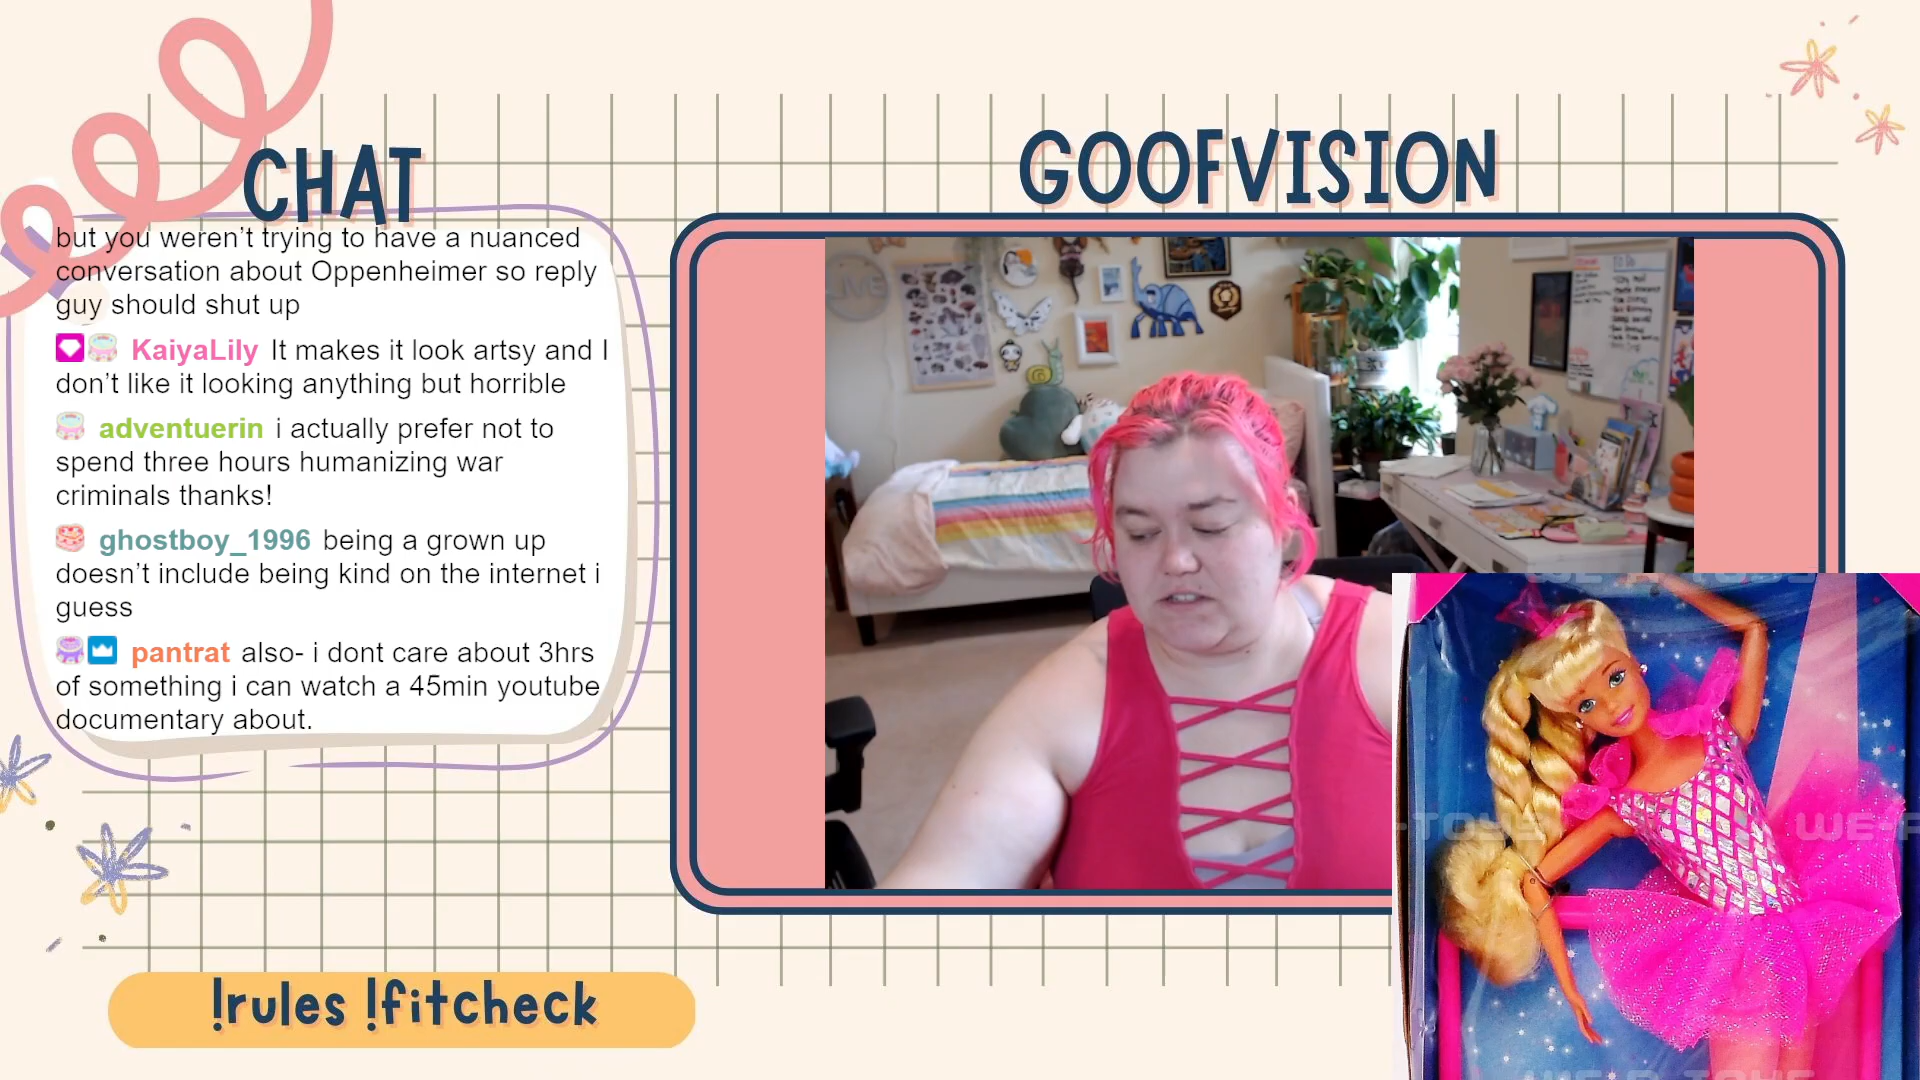 CHAT
GOOFVISION
but you weren't trying to have a nuanced
conversation about Oppenheimer so reply
guy should shut up
KaiyaLily It makes it look artsy and I
don't like it looking anything but horrible
adventuerin i actually prefer not to
spend three hours humanizing war
criminals thanks!
ghostboy_1996 being a grown up
doesn't include being kind on the internet i
guess
pantrat also- i dont care about 3hrs
of something i can watch a 45min youtube
documentary about.
!rules !fitcheck